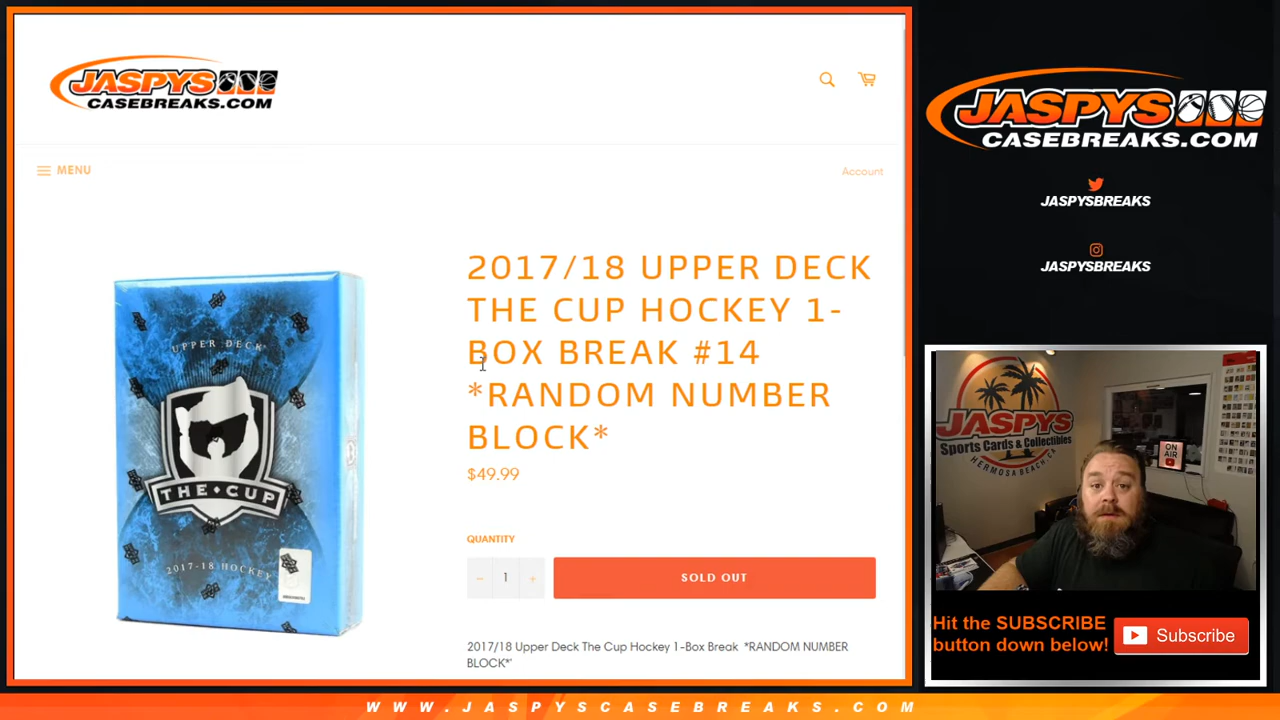 JASPYS
CASEBREAKS.COM
MENU
Account
2017/18 UPPER DECK
THE CUP HOCKEY 1-
BOX BREAK #14
*RANDOM NUMBER
BLOCK*
$49.99
QUANTITY
− 1 +
SOLD OUT
2017/18 Upper Deck The Cup Hockey 1-Box Break *RANDOM NUMBER
BLOCK*'
UPPER DECK
THE CUP
2017-18 HOCKEY
JASPYS
CASEBREAKS.COM
JASPYSBREAKS
JASPYSBREAKS
JASPYS
Sports Cards & Collectibles
HERMOSA BEACH, CA
ON
AIR
Hit the SUBSCRIBE
button down below!
Subscribe
WWW.JASPYSCASEBREAKS.COM